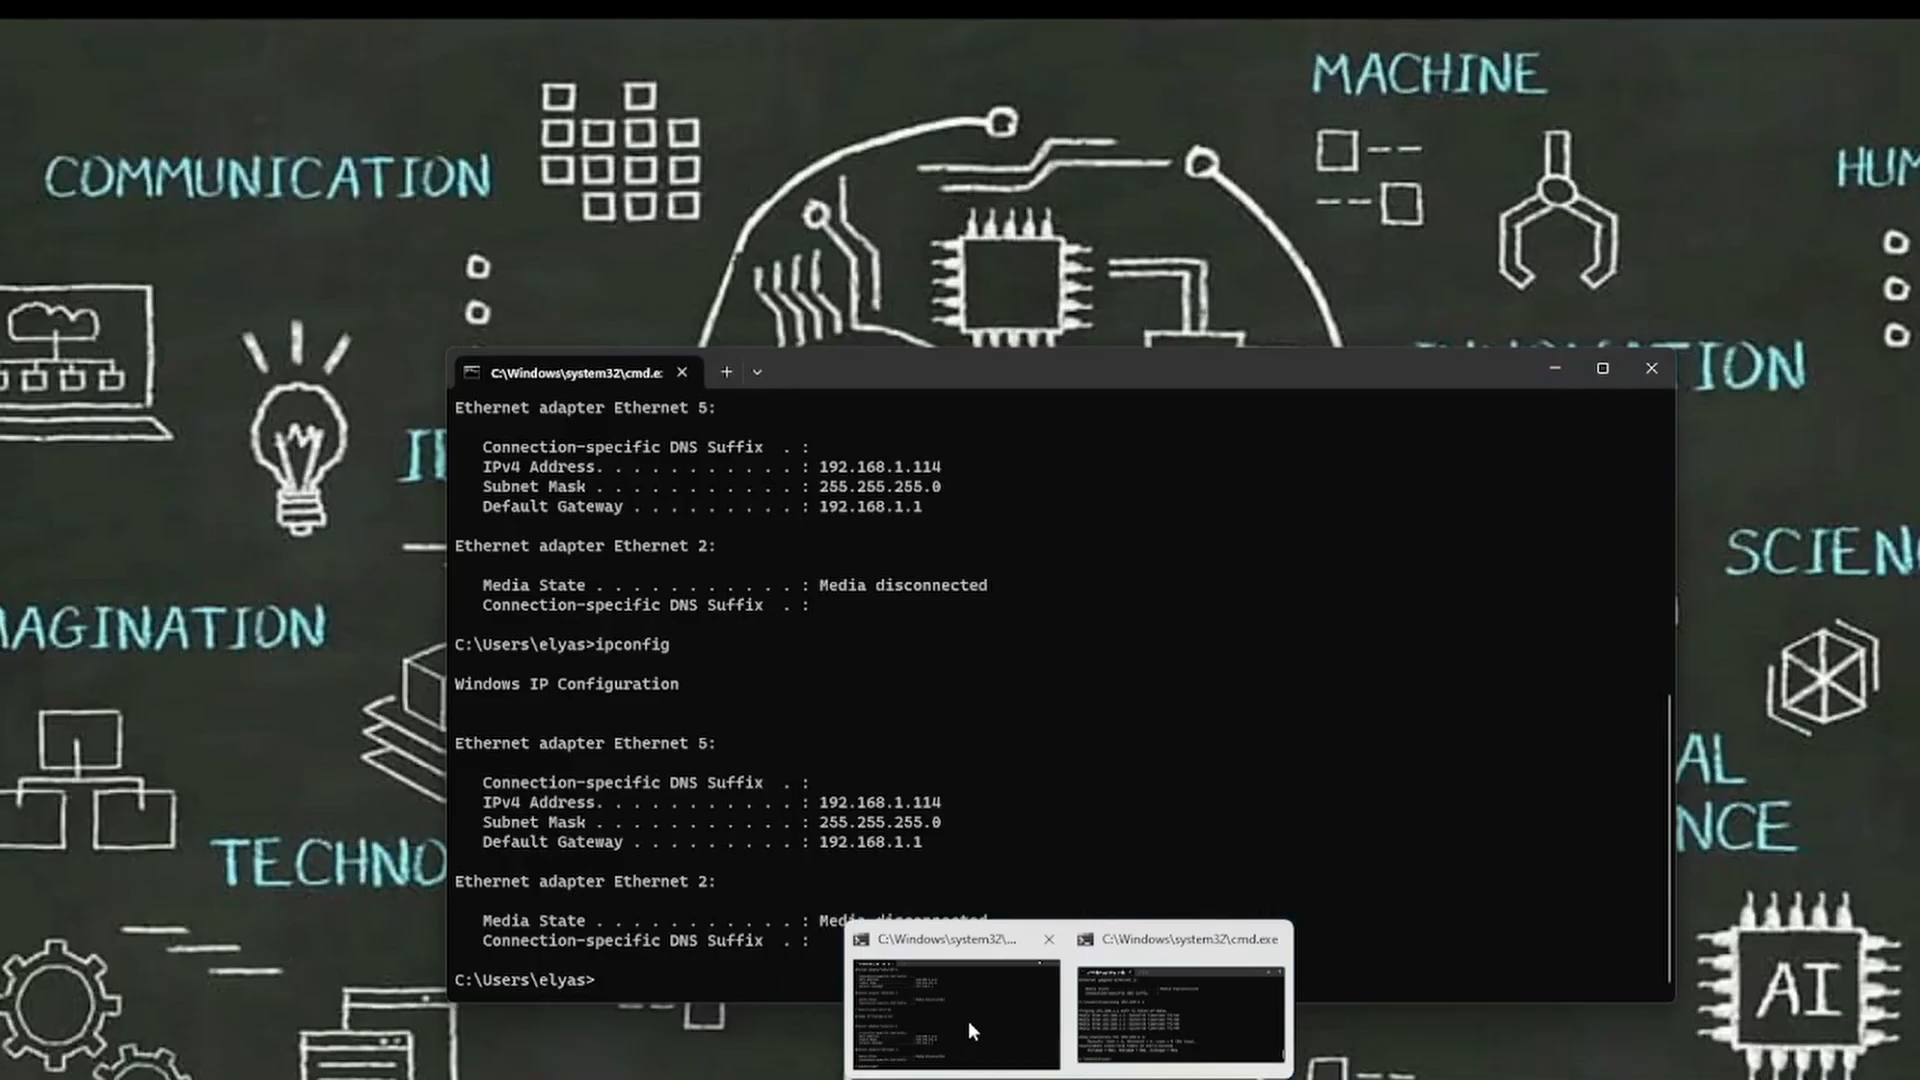 MACHINE
COMMUNICATION
HUM
TION
C:\Windows\system32\cmd.e:
Ethernet adapter Ethernet 5:
Connection-specific DNS Suffix . :
IPv4 Address. . . . . . . . . . . : 192.168.1.114
Subnet Mask . . . . . . . . . . . : 255.255.255.0
Default Gateway . . . . . . . . . : 192.168.1.1
Ethernet adapter Ethernet 2:
Media State . . . . . . . . . . . : Media disconnected
Connection-specific DNS Suffix . :
C:\Users\elyas>ipconfig
Windows IP Configuration
Ethernet adapter Ethernet 5:
Connection-specific DNS Suffix . :
IPv4 Address. . . . . . . . . . . : 192.168.1.114
Subnet Mask . . . . . . . . . . . : 255.255.255.0
Default Gateway . . . . . . . . . : 192.168.1.1
Ethernet adapter Ethernet 2:
Media State . . . . . . . . . . . : Media disconnected
Connection-specific DNS Suffix . :
C:\Users\elyas>
C:\Windows\system32\...
C:\Windows\system32\cmd.exe
SCIEN
AGINATION
AL
NCE
TECHNO
AI